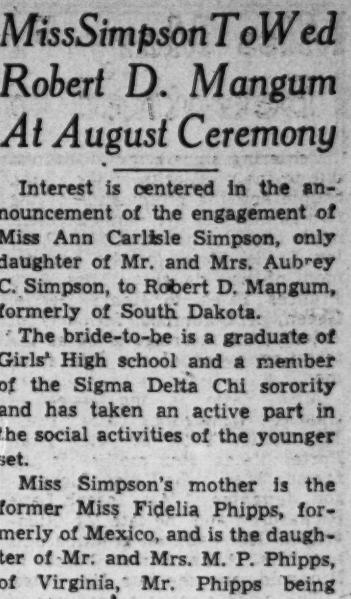 Miss Simpson To Wed
Robert D. Mangum
At August Ceremony
Interest is centered in the an-
nouncement of the engagement of
Miss Ann Carlisle Simpson, only
daughter of Mr. and Mrs. Aubrey
C. Simpson, to Robert D. Mangum,
formerly of South Dakota.
The bride-to-be is a graduate of
Girls' High school and a member
of the Sigma Delta Chi sorority
and has taken an active part in
the social activities of the younger
set.
Miss Simpson's mother is the
former Miss Fidelia Phipps, for-
merly of Mexico, and is the daugh-
ter of Mr. and Mrs. M. P. Phipps,
of Virginia, Mr. Phipps being